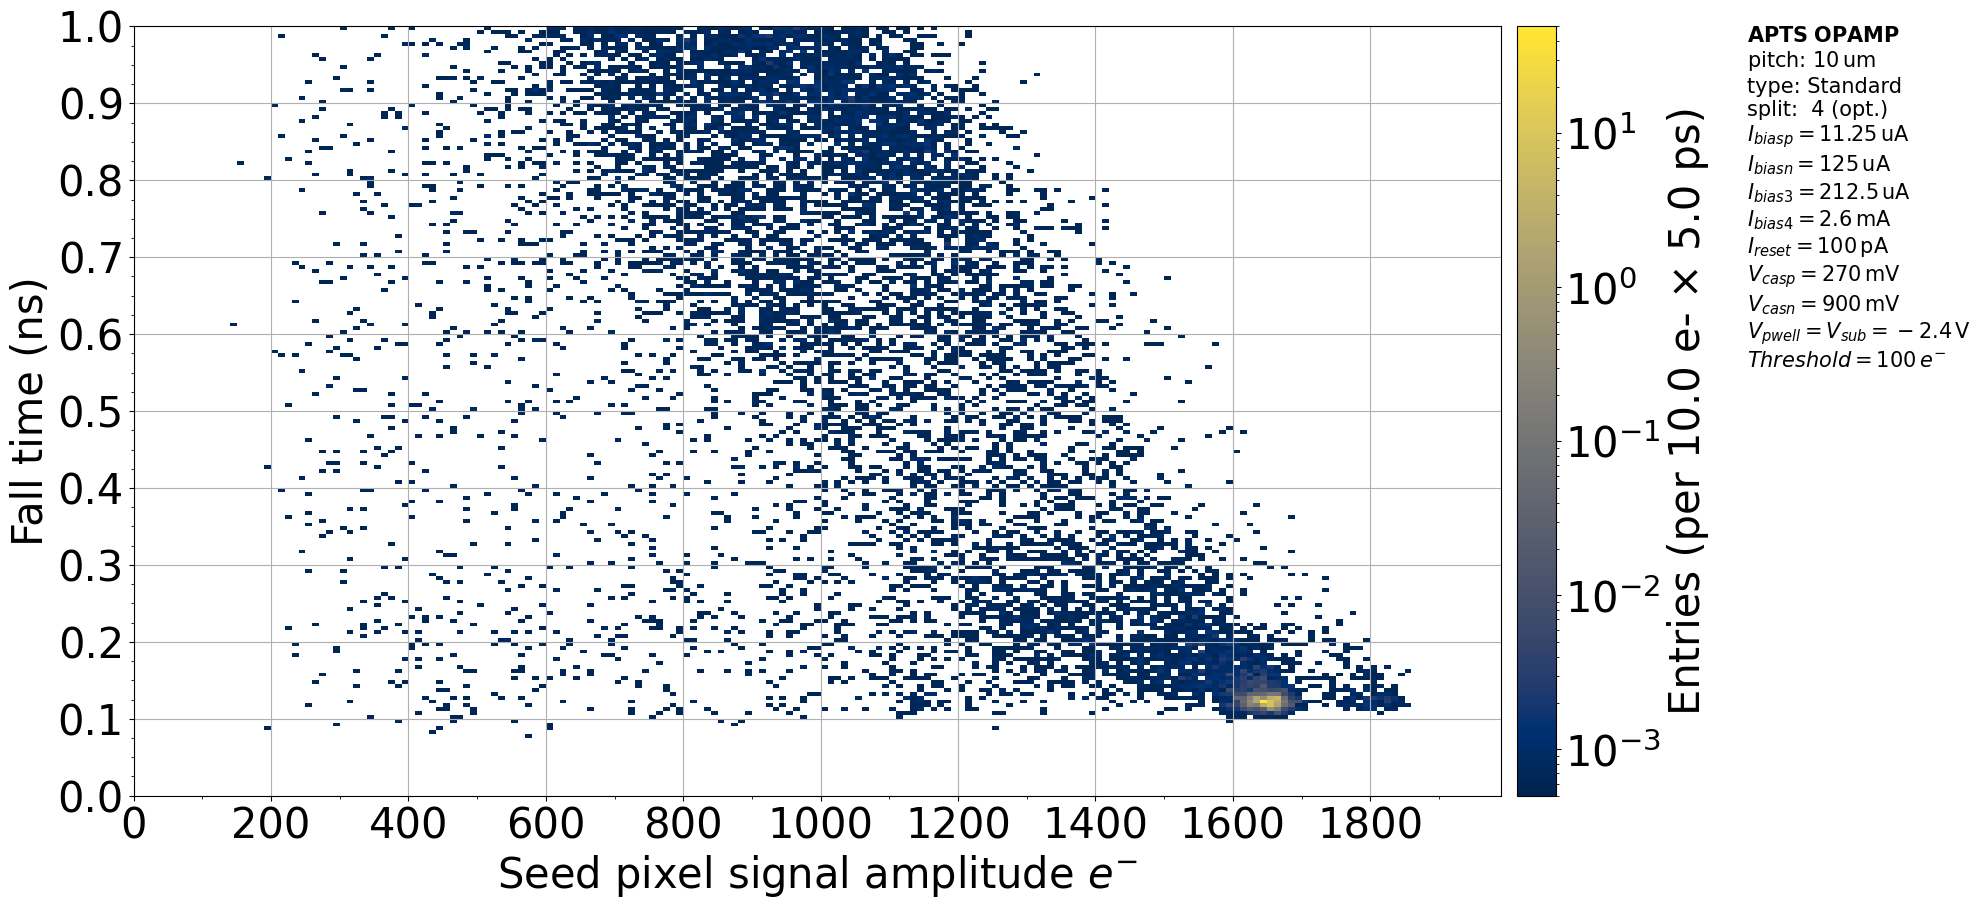 1.0
0.9
0.8
0.7
0.6
0.5
0.4
0.3
0.2
0.1
0.0
Fall time (ns)
0 200 400 600 800 1000 1200 1400 1600 1800
Seed pixel signal amplitude e⁻
10¹
10⁰
10⁻¹
10⁻²
10⁻³
Entries (per 10.0 e- × 5.0 ps)
APTS OPAMP
pitch: 10 um
type: Standard
split:  4 (opt.)
I_biasp = 11.25 uA
I_biasn = 125 uA
I_bias3 = 212.5 uA
I_bias4 = 2.6 mA
I_reset = 100 pA
V_casp = 270 mV
V_casn = 900 mV
V_pwell = V_sub = −2.4 V
Threshold = 100 e⁻